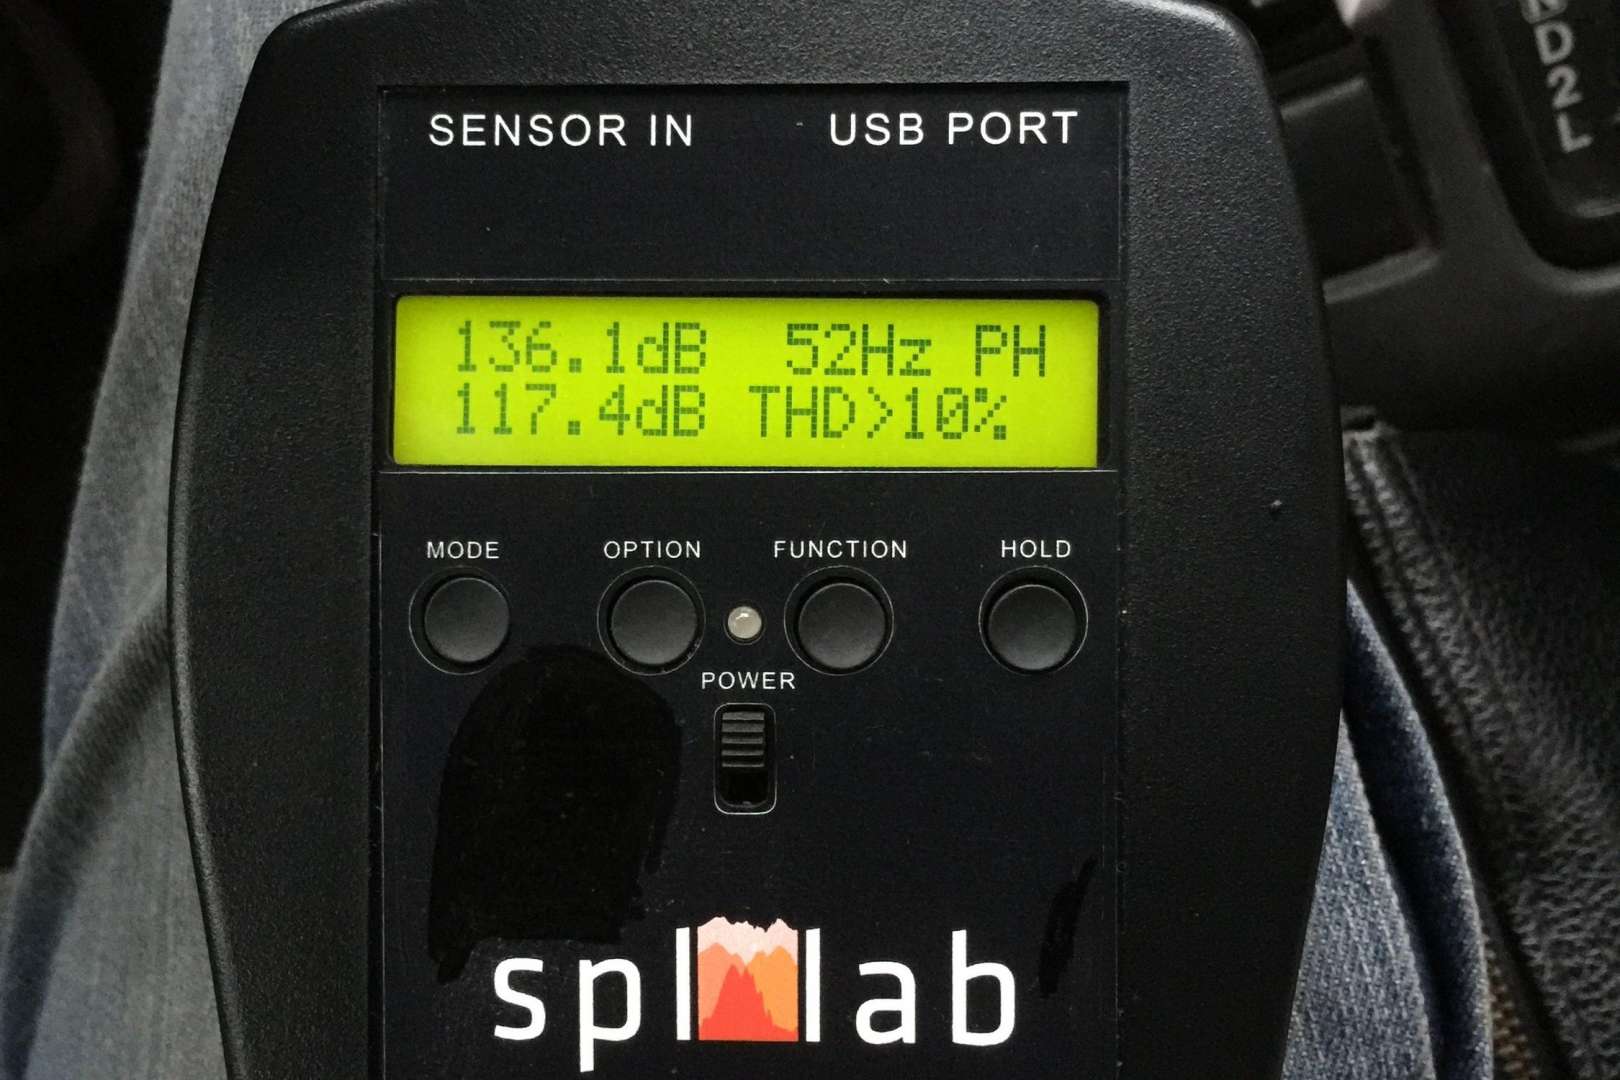 SENSOR IN USB PORT
136.1dB 52Hz PH
117.4dB THD>10%
MODE OPTION FUNCTION HOLD
POWER
spl lab
D
2
L